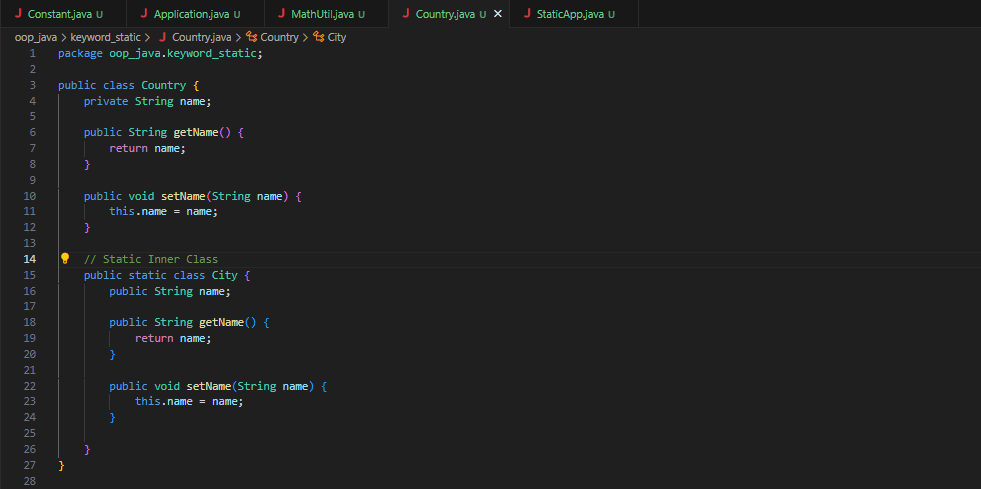 J Constant.java U J Application.java U J MathUtil.java U J Country.java U × J StaticApp.java U
oop_java > keyword_static > J Country.java > Country > City
1 package oop_java.keyword_static;
2
3 public class Country {
4 private String name;
5
6 public String getName() {
7 return name;
8 }
9
10 public void setName(String name) {
11 this.name = name;
12 }
13
14 // Static Inner Class
15 public static class City {
16 public String name;
17
18 public String getName() {
19 return name;
20 }
21
22 public void setName(String name) {
23 this.name = name;
24 }
25
26 }
27 }
28